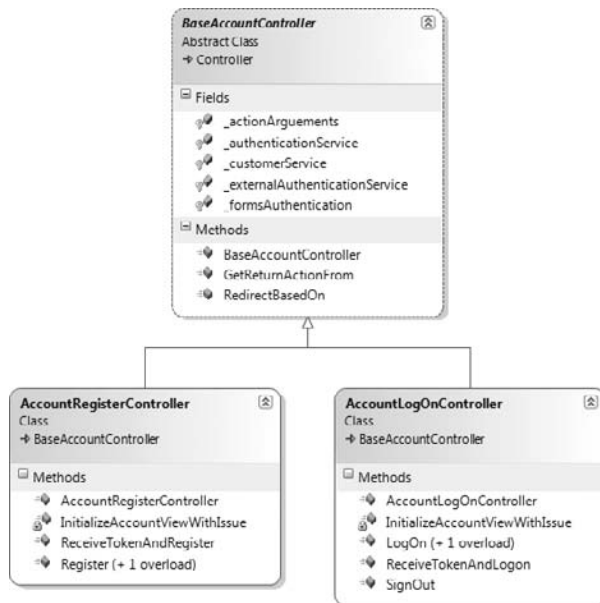 BaseAccountController
Abstract Class
Controller
Fields
_actionArguements
_authenticationService
_customerService
_externalAuthenticationService
_formsAuthentication
Methods
BaseAccountController
GetReturnActionFrom
RedirectBasedOn
AccountRegisterController
Class
BaseAccountController
Methods
AccountRegisterController
InitializeAccountViewWithIssue
ReceiveTokenAndRegister
Register (+ 1 overload)
AccountLogOnController
Class
BaseAccountController
Methods
AccountLogOnController
InitializeAccountViewWithIssue
LogOn (+ 1 overload)
ReceiveTokenAndLogon
SignOut